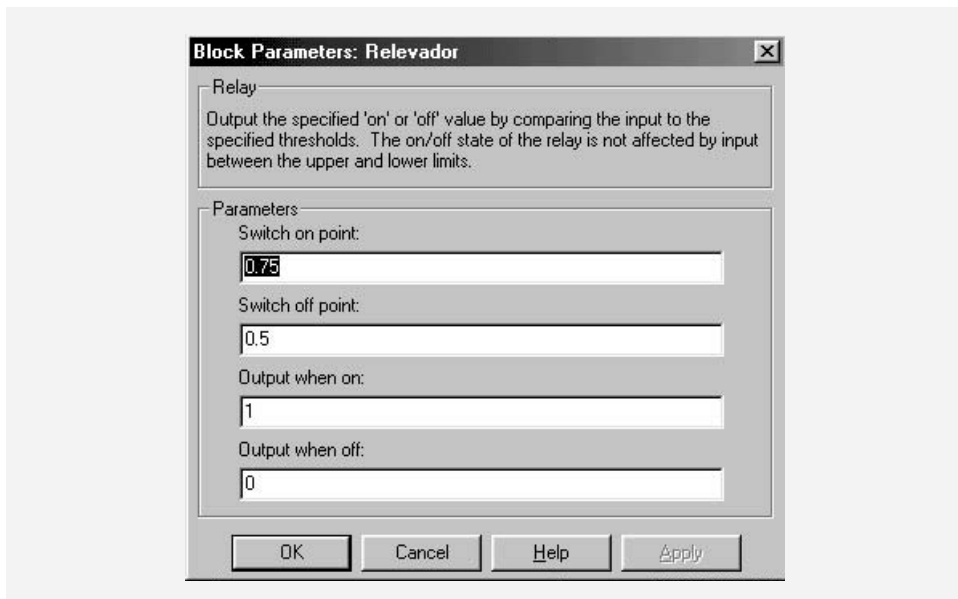 Block Parameters: Relevador
Relay
Output the specified 'on' or 'off' value by comparing the input to the
specified thresholds. The on/off state of the relay is not affected by input
between the upper and lower limits.
Parameters
Switch on point:
0.75
Switch off point:
0.5
Output when on:
1
Output when off:
0
OK
Cancel
Help
Apply